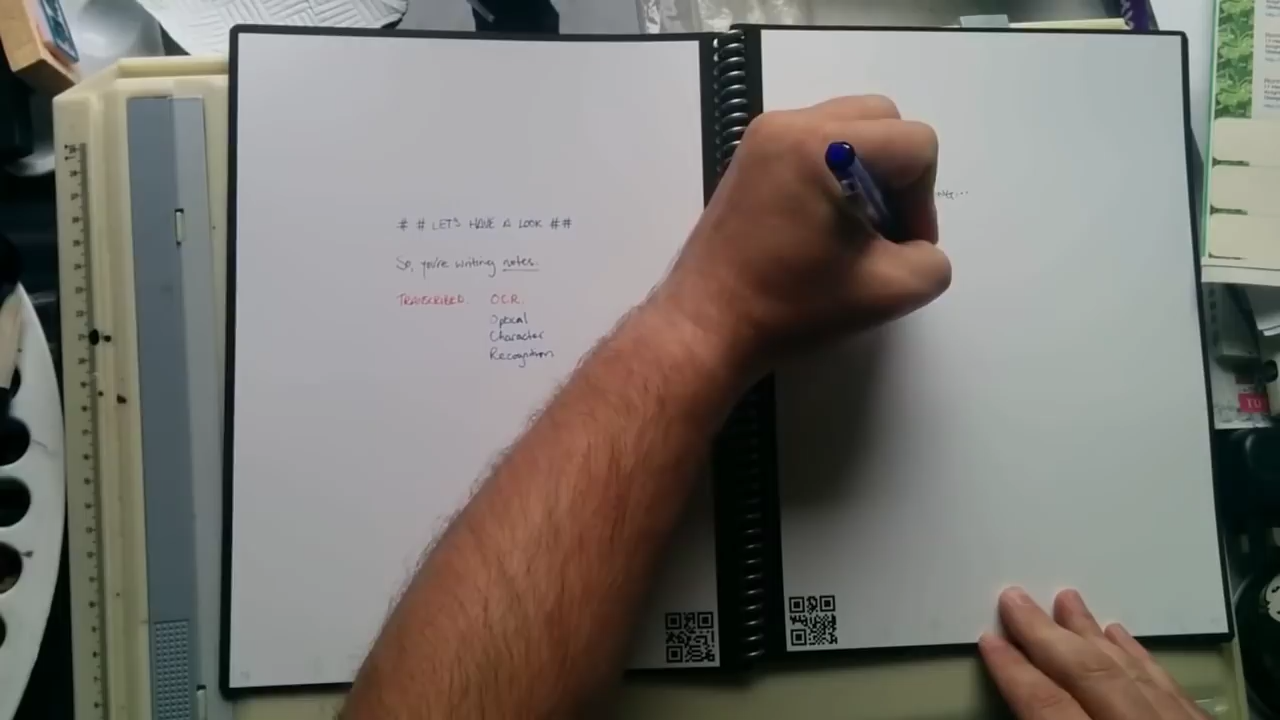 # # LET'S HAVE A LOOK ##
So, you're writing notes.
TRANSCRIBED. O.C.R.
Optical
Character
Recognition